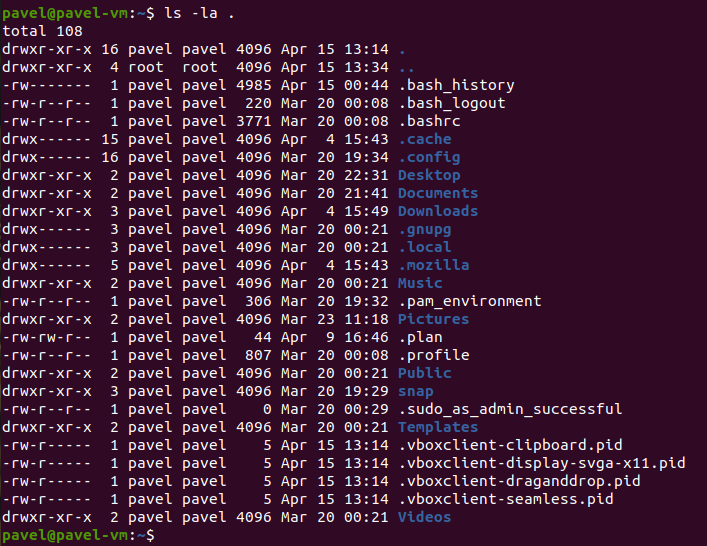 pavel@pavel-vm:~$ ls -la .
total 108
drwxr-xr-x 16 pavel pavel 4096 Apr 15 13:14 .
drwxr-xr-x  4 root  root  4096 Apr 15 13:34 ..
-rw-------  1 pavel pavel 4985 Apr 15 00:44 .bash_history
-rw-r--r--  1 pavel pavel  220 Mar 20 00:08 .bash_logout
-rw-r--r--  1 pavel pavel 3771 Mar 20 00:08 .bashrc
drwx------ 15 pavel pavel 4096 Apr  4 15:43 .cache
drwx------ 16 pavel pavel 4096 Mar 20 19:34 .config
drwxr-xr-x  2 pavel pavel 4096 Mar 20 22:31 Desktop
drwxr-xr-x  2 pavel pavel 4096 Mar 20 21:41 Documents
drwxr-xr-x  3 pavel pavel 4096 Apr  4 15:49 Downloads
drwx------  3 pavel pavel 4096 Mar 20 00:21 .gnupg
drwx------  3 pavel pavel 4096 Mar 20 00:21 .local
drwx------  5 pavel pavel 4096 Apr  4 15:43 .mozilla
drwxr-xr-x  2 pavel pavel 4096 Mar 20 00:21 Music
-rw-r--r--  1 pavel pavel  306 Mar 20 19:32 .pam_environment
drwxr-xr-x  2 pavel pavel 4096 Mar 23 11:18 Pictures
-rw-rw-r--  1 pavel pavel   44 Apr  9 16:46 .plan
-rw-r--r--  1 pavel pavel  807 Mar 20 00:08 .profile
drwxr-xr-x  2 pavel pavel 4096 Mar 20 00:21 Public
drwxr-xr-x  3 pavel pavel 4096 Mar 20 19:29 snap
-rw-r--r--  1 pavel pavel    0 Mar 20 00:29 .sudo_as_admin_successful
drwxr-xr-x  2 pavel pavel 4096 Mar 20 00:21 Templates
-rw-r-----  1 pavel pavel    5 Apr 15 13:14 .vboxclient-clipboard.pid
-rw-r-----  1 pavel pavel    5 Apr 15 13:14 .vboxclient-display-svga-x11.pid
-rw-r-----  1 pavel pavel    5 Apr 15 13:14 .vboxclient-draganddrop.pid
-rw-r-----  1 pavel pavel    5 Apr 15 13:14 .vboxclient-seamless.pid
drwxr-xr-x  2 pavel pavel 4096 Mar 20 00:21 Videos
pavel@pavel-vm:~$